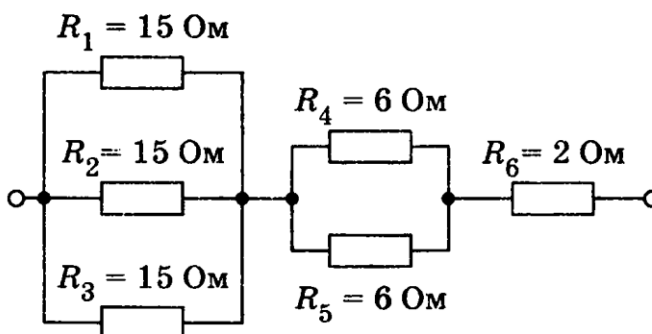 R₁ = 15 Ом
R₂ = 15 Ом
R₃ = 15 Ом
R₄ = 6 Ом
R₅ = 6 Ом
R₆ = 2 Ом